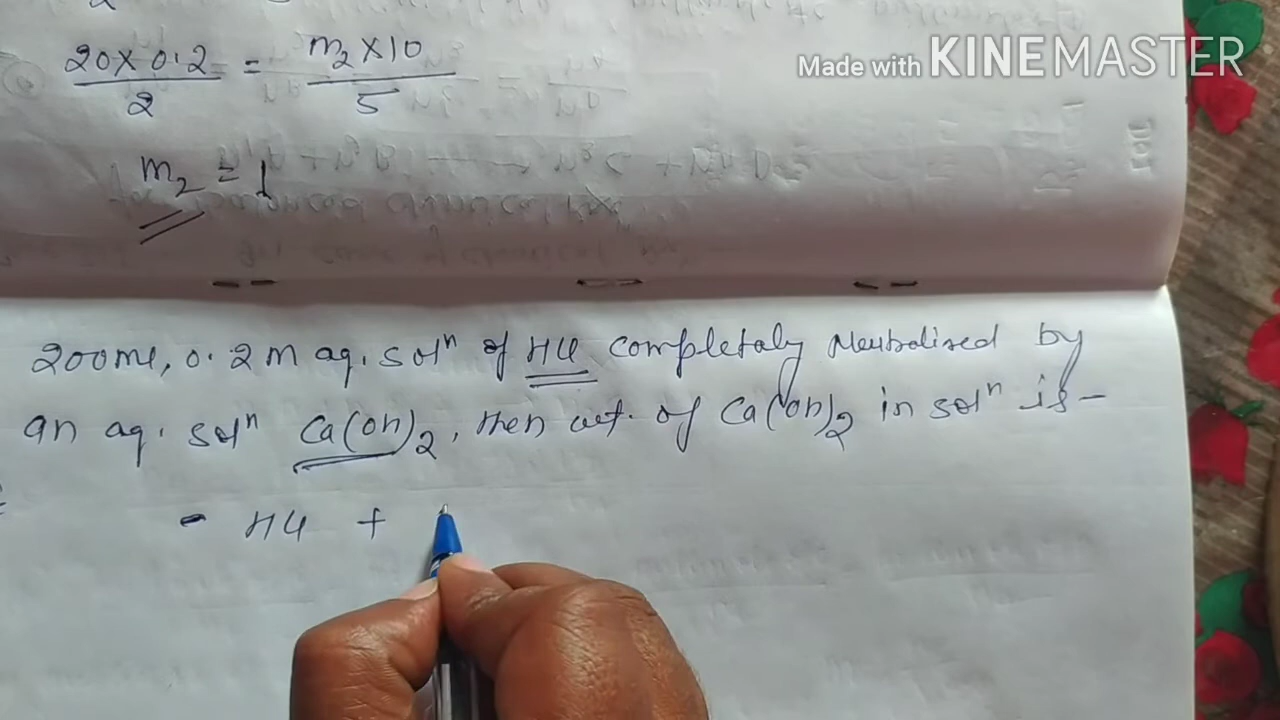 Made with KINEMASTER
20×0.2 / 2 = m₂×10 / 5
m₂ = 1
200ml, 0.2M aq. solⁿ of HCl completaly Neutralised by
an aq. solⁿ Ca(OH)₂, then wt. of Ca(OH)₂ in solⁿ is-
- HCl +